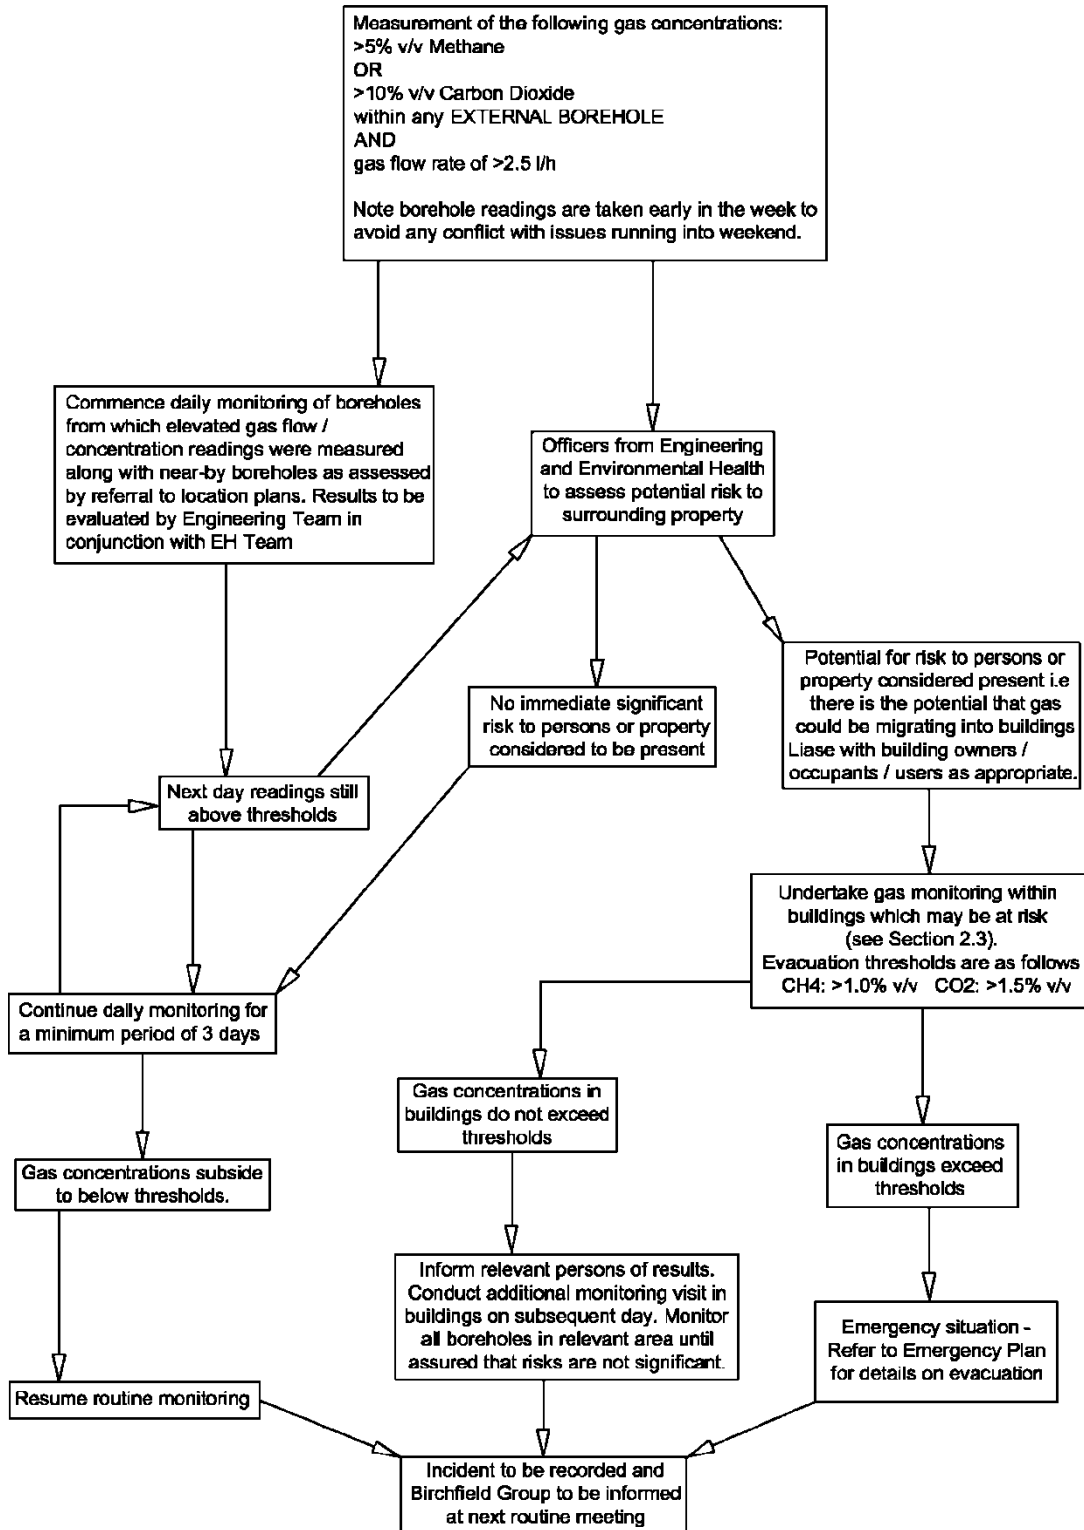 Measurement of the following gas concentrations:
>5% v/v Methane
OR
>10% v/v Carbon Dioxide
within any EXTERNAL BOREHOLE
AND
gas flow rate of >2.5 l/h
Note borehole readings are taken early in the week to
avoid any conflict with issues running into weekend.
Commence daily monitoring of boreholes
from which elevated gas flow /
concentration readings were measured
along with near-by boreholes as assessed
by referral to location plans. Results to be
evaluated by Engineering Team in
conjunction with EH Team
Officers from Engineering
and Environmental Health
to assess potential risk to
surrounding property
Potential for risk to persons or
property considered present i.e
there is the potential that gas
could be migrating into buildings
Liase with building owners /
occupants / users as appropriate.
No immediate significant
risk to persons or property
considered to be present
Next day readings still
above thresholds
Undertake gas monitoring within
buildings which may be at risk
(see Section 2.3).
Evacuation thresholds are as follows
CH4: >1.0% v/v CO2: >1.5% v/v
Continue daily monitoring for
a minimum period of 3 days
Gas concentrations in
buildings do not exceed
thresholds
Gas concentrations
in buildings exceed
thresholds
Gas concentrations subside
to below thresholds.
Inform relevant persons of results.
Conduct additional monitoring visit in
buildings on subsequent day. Monitor
all boreholes in relevant area until
assured that risks are not significant.
Emergency situation -
Refer to Emergency Plan
for details on evacuation
Resume routine monitoring
Incident to be recorded and
Birchfield Group to be informed
at next routine meeting